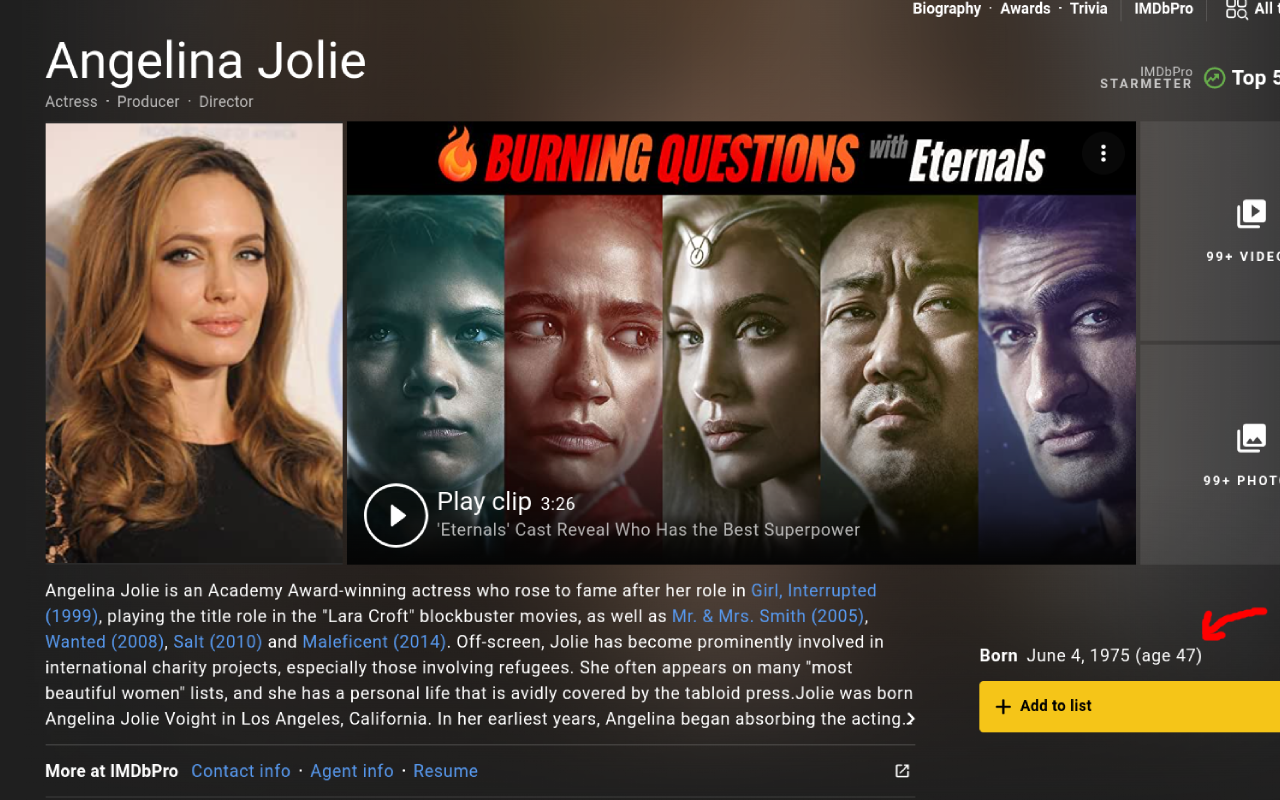 Biography · Awards · Trivia IMDbPro All
Angelina Jolie
Actress · Producer · Director
IMDbPro
STARMETER
Top 5
BURNING QUESTIONS with Eternals
99+
Play clip 3:26
'Eternals' Cast Reveal Who Has the Best Superpower
99+
Angelina Jolie is an Academy Award-winning actress who rose to fame after her role in Girl, Interrupted
(1999), playing the title role in the "Lara Croft" blockbuster movies, as well as Mr. & Mrs. Smith (2005),
Wanted (2008), Salt (2010) and Maleficent (2014). Off-screen, Jolie has become prominently involved in
international charity projects, especially those involving refugees. She often appears on many "most
beautiful women" lists, and she has a personal life that is avidly covered by the tabloid press.Jolie was born
Angelina Jolie Voight in Los Angeles, California. In her earliest years, Angelina began absorbing the acting.
Born June 4, 1975 (age 47)
+ Add to list
More at IMDbPro Contact info · Agent info · Resume